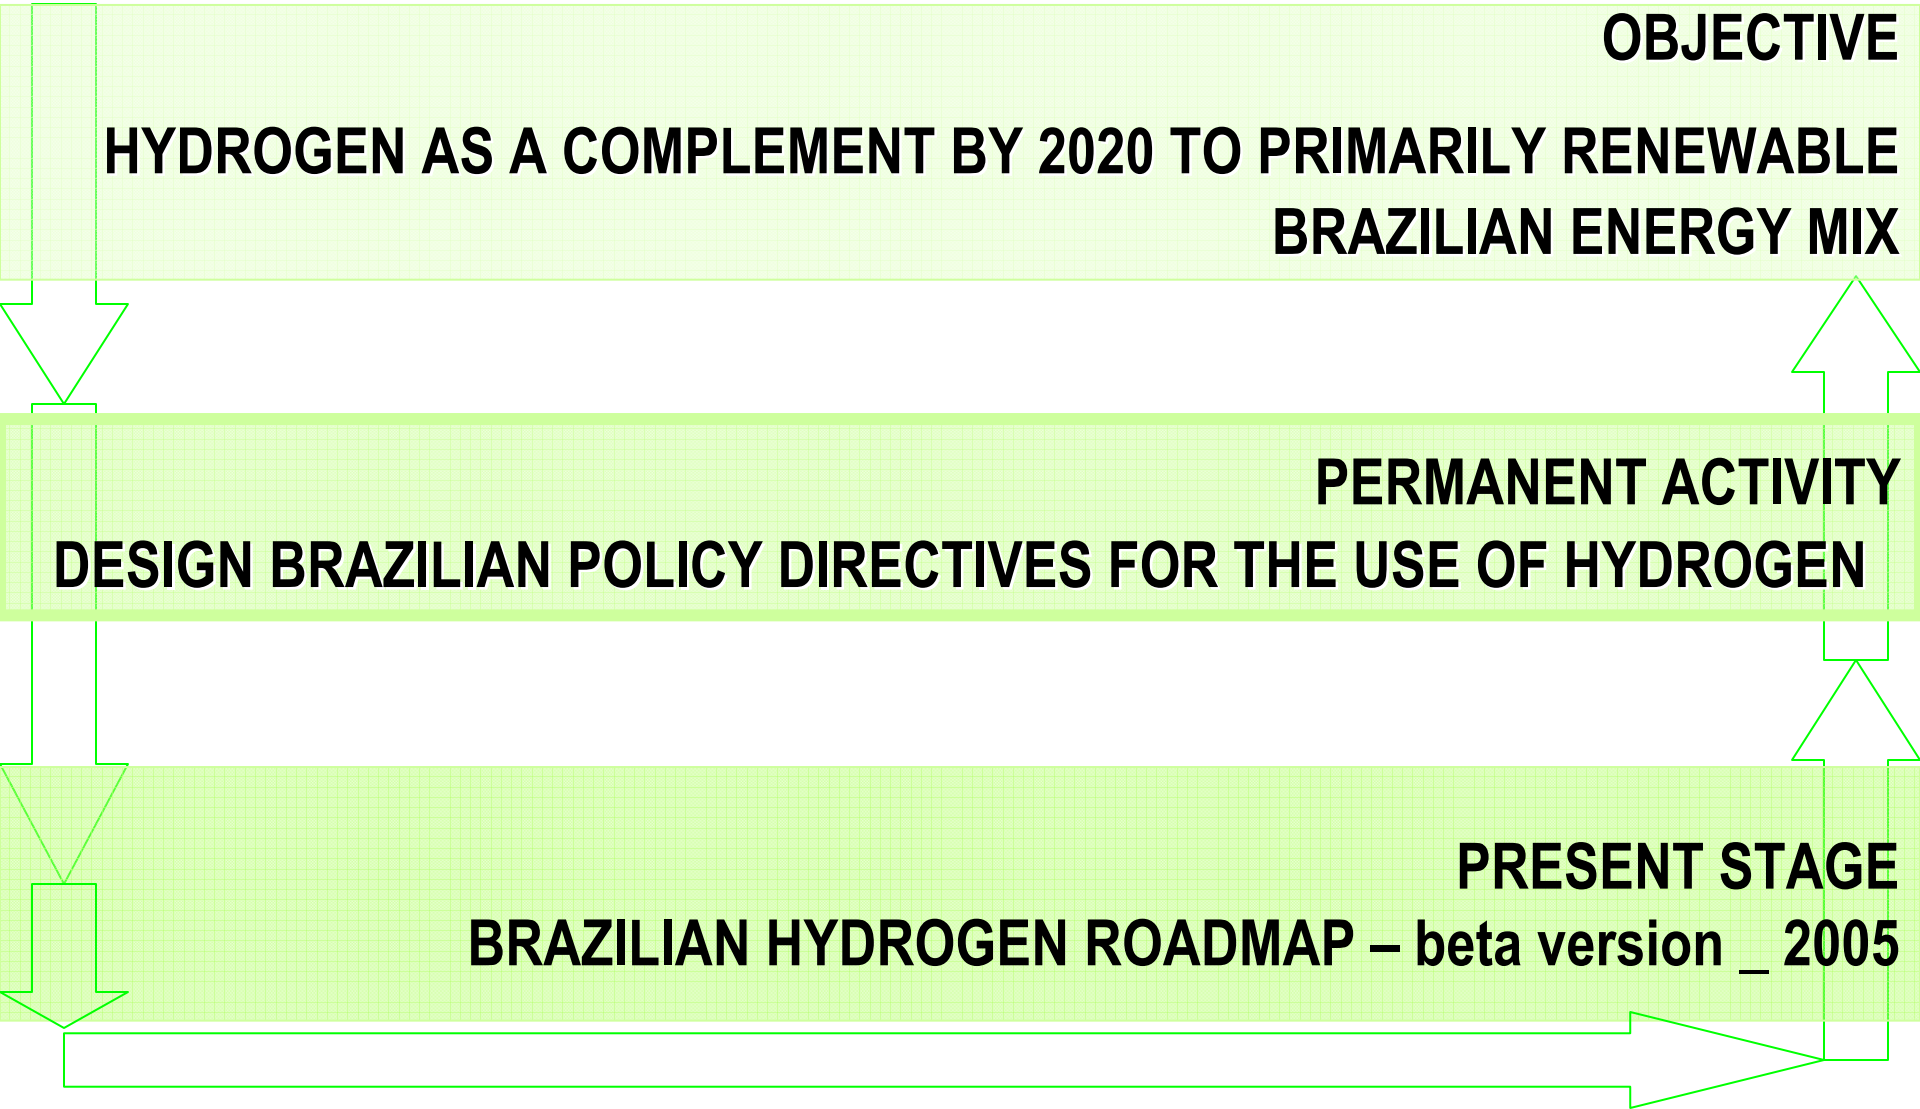 OBJECTIVE
HYDROGEN AS A COMPLEMENT BY 2020 TO PRIMARILY RENEWABLE
BRAZILIAN ENERGY MIX
PERMANENT ACTIVITY
DESIGN BRAZILIAN POLICY DIRECTIVES FOR THE USE OF HYDROGEN
PRESENT STAGE
BRAZILIAN HYDROGEN ROADMAP – beta version _ 2005